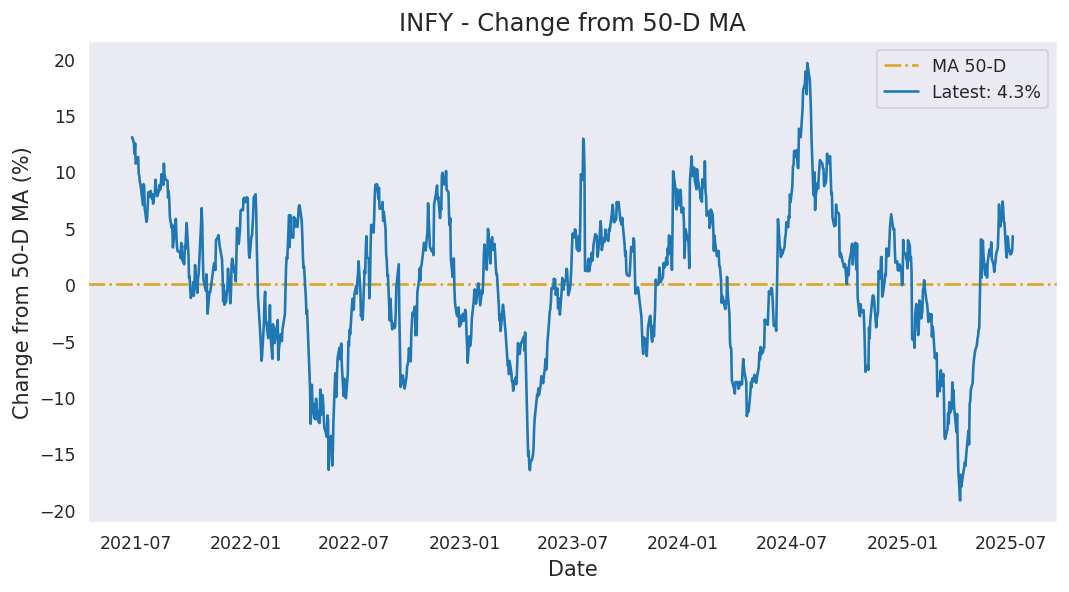 INFY - Change from 50-D MA
MA 50-D
Latest: 4.3%
Change from 50-D MA (%)
20
15
10
5
0
−5
−10
−15
−20
2021-07 2022-01 2022-07 2023-01 2023-07 2024-01 2024-07 2025-01 2025-07
Date